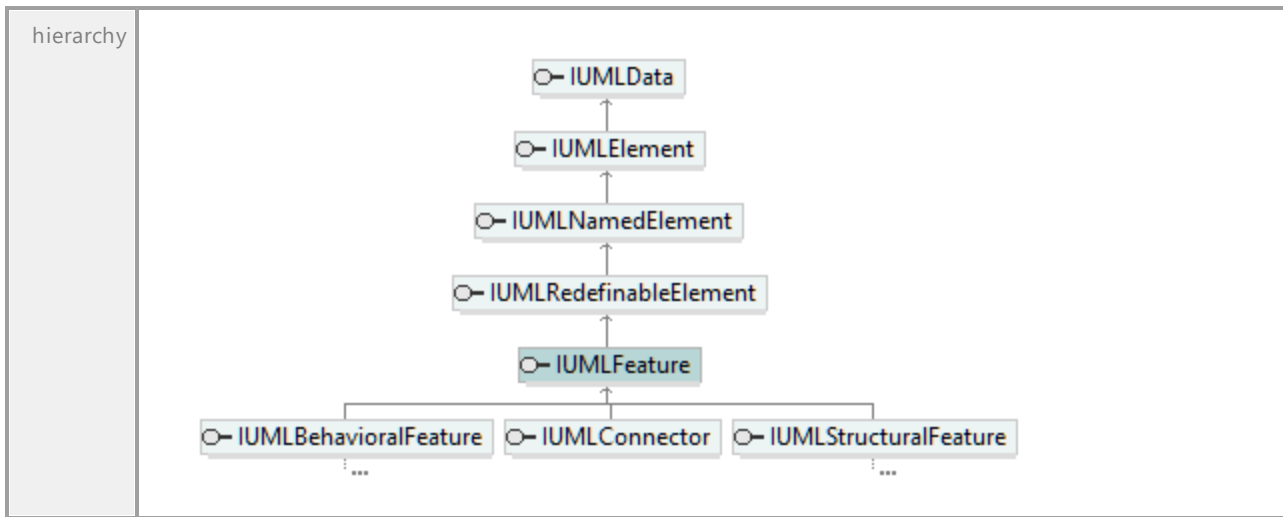 hierarchy
IUMLData
IUMLElement
IUMLNamedElement
IUMLRedefinableElement
IUMLFeature
IUMLBehavioralFeature IUMLConnector IUMLStructuralFeature
... ...